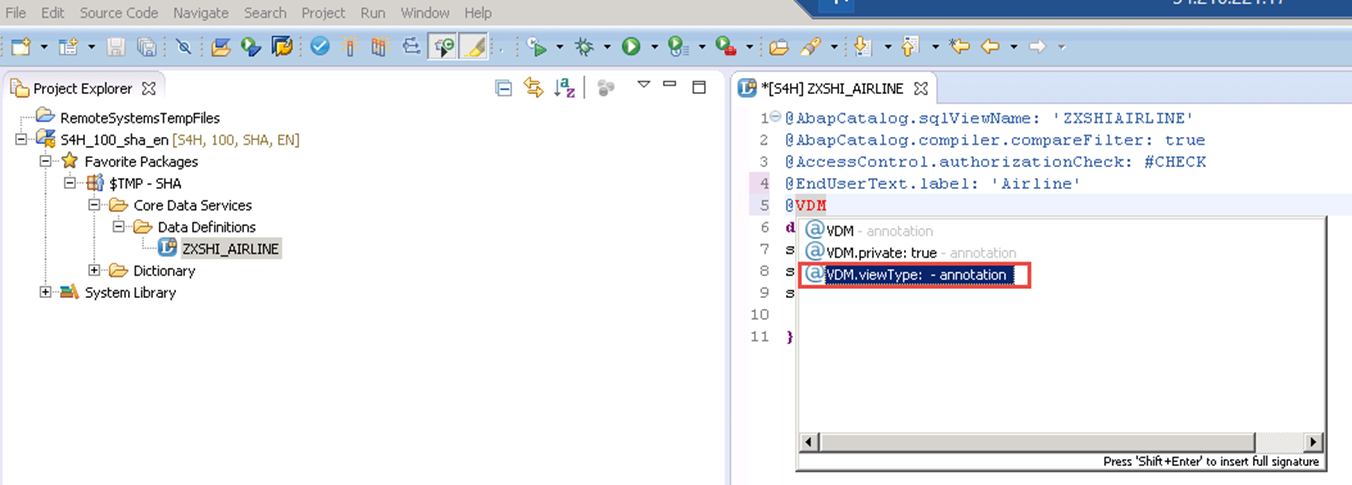 File Edit Source Code Navigate Search Project Run Window Help
Project Explorer
RemoteSystemsTempFiles
S4H_100_sha_en [S4H, 100, SHA, EN]
Favorite Packages
$TMP - SHA
Core Data Services
Data Definitions
ZXSHI_AIRLINE
Dictionary
System Library
*[S4H] ZXSHI_AIRLINE
1 @AbapCatalog.sqlViewName: 'ZXSHIAIRLINE'
2 @AbapCatalog.compiler.compareFilter: true
3 @AccessControl.authorizationCheck: #CHECK
4 @EndUserText.label: 'Airline'
5 @VDM
6 d
7 s
8 s
9 s
10
11 }
@ VDM - annotation
@ VDM.private: true - annotation
@ VDM.viewType: - annotation
Press 'Shift+Enter' to insert full signature